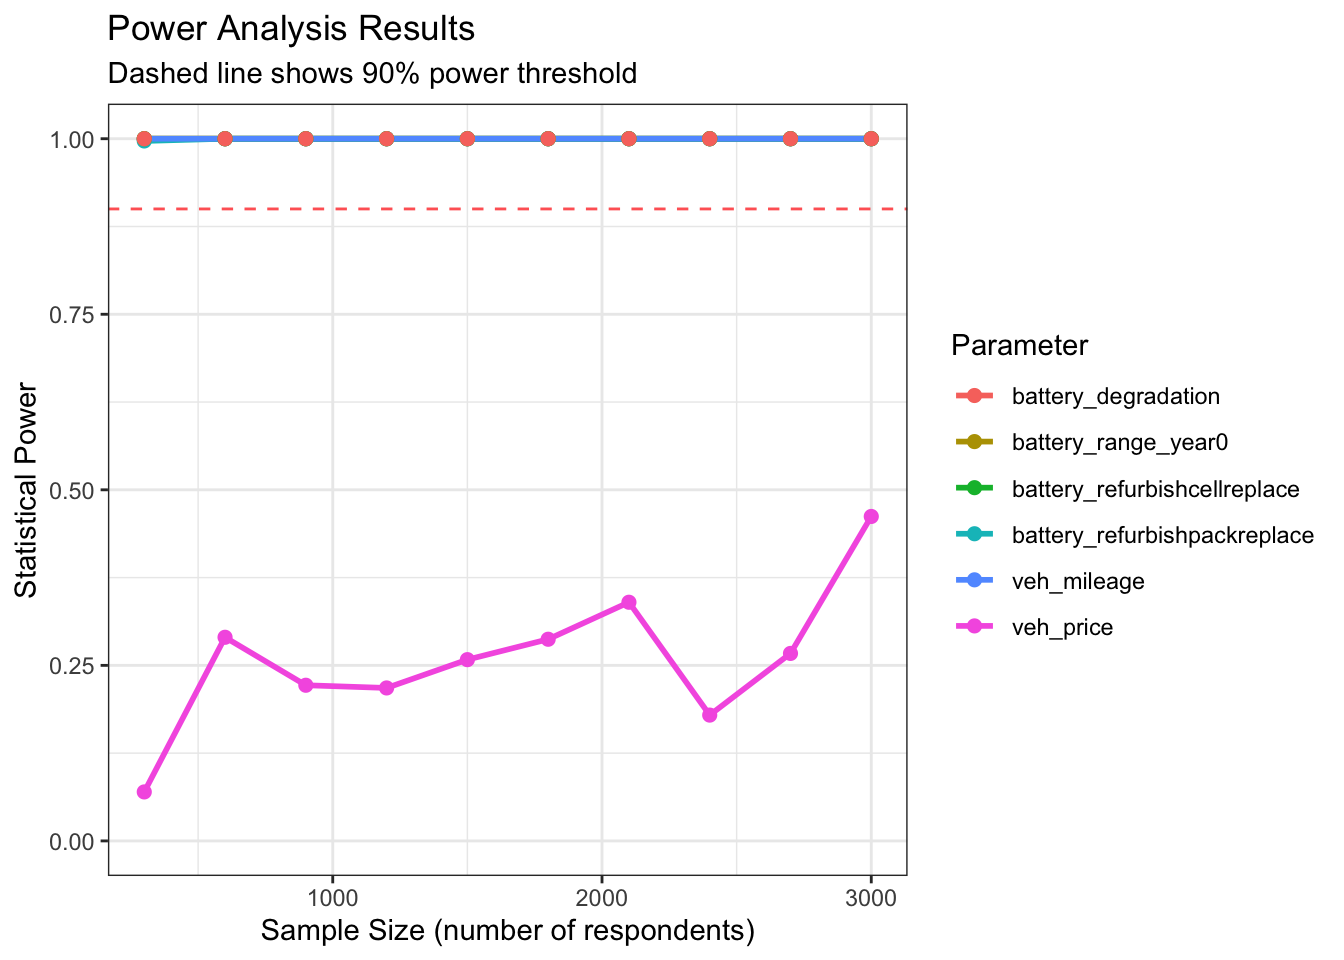 Power Analysis Results
Dashed line shows 90% power threshold
1.00
0.75
0.50
0.25
0.00
Statistical Power
1000
2000
3000
Sample Size (number of respondents)
Parameter
battery_degradation
battery_range_year0
battery_refurbishcellreplace
battery_refurbishpackreplace
veh_mileage
veh_price